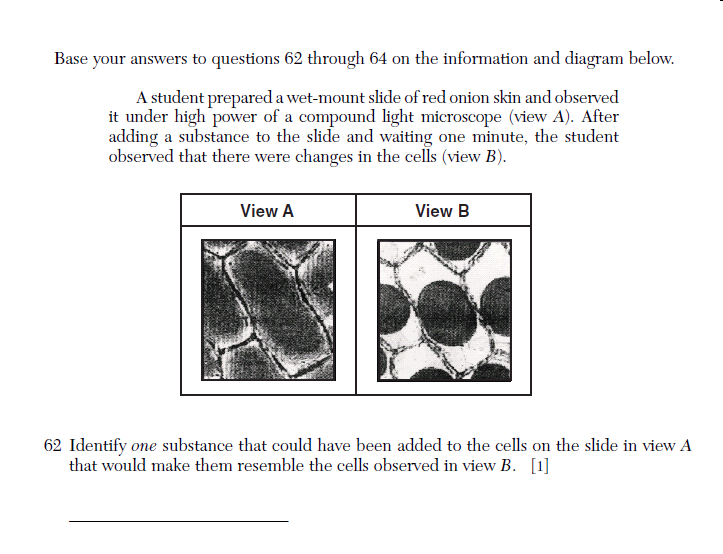 Base your answers to questions 62 through 64 on the information and diagram below.
A student prepared a wet-mount slide of red onion skin and observed
it under high power of a compound light microscope (view A). After
adding a substance to the slide and waiting one minute, the student
observed that there were changes in the cells (view B).
View A View B
62 Identify one substance that could have been added to the cells on the slide in view A
that would make them resemble the cells observed in view B. [1]